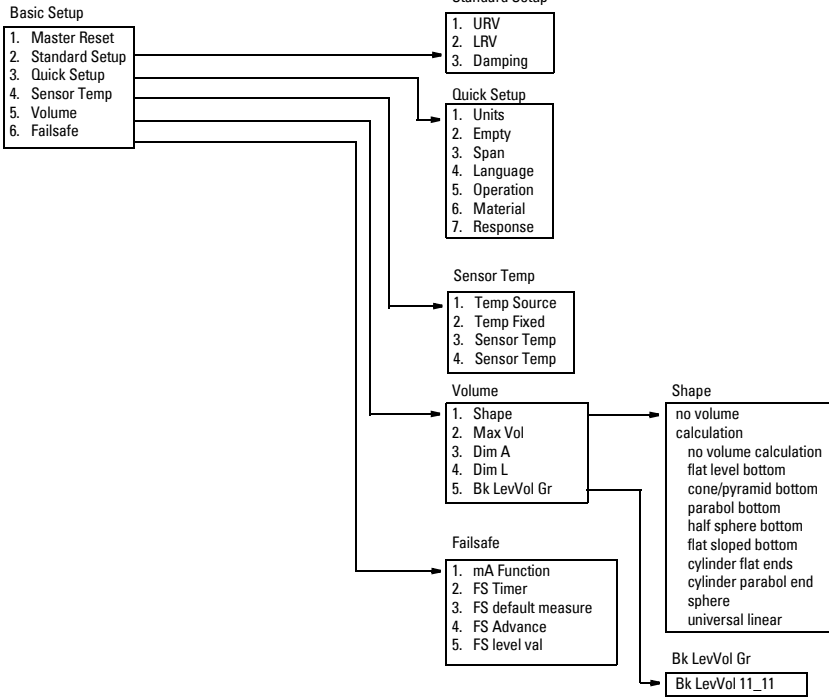 Basic Setup
1. Master Reset
2. Standard Setup
3. Quick Setup
4. Sensor Temp
5. Volume
6. Failsafe
Standard Setup
1. URV
2. LRV
3. Damping
Quick Setup
1. Units
2. Empty
3. Span
4. Language
5. Operation
6. Material
7. Response
Sensor Temp
1. Temp Source
2. Temp Fixed
3. Sensor Temp
4. Sensor Temp
Volume
1. Shape
2. Max Vol
3. Dim A
4. Dim L
5. Bk LevVol Gr
Shape
no volume
calculation
no volume calculation
flat level bottom
cone/pyramid bottom
parabol bottom
half sphere bottom
flat sloped bottom
cylinder flat ends
cylinder parabol end
sphere
universal linear
Failsafe
1. mA Function
2. FS Timer
3. FS default measure
4. FS Advance
5. FS level val
Bk LevVol Gr
Bk LevVol 11_11